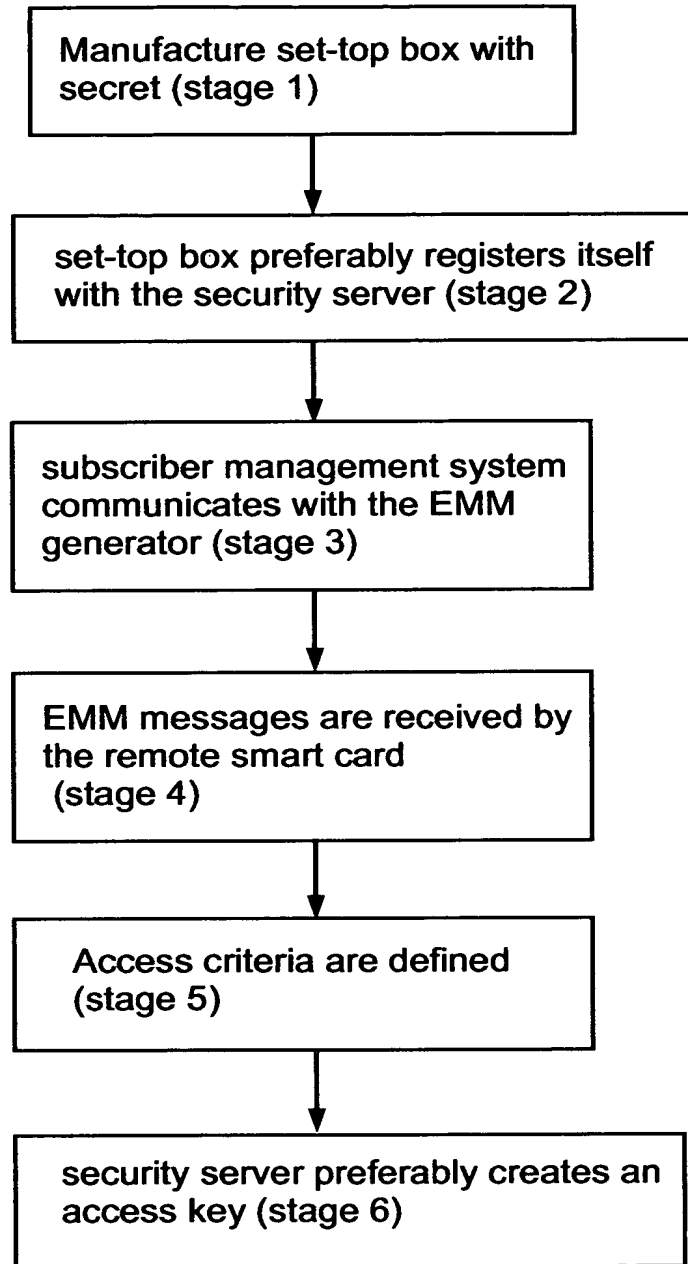 Manufacture set-top box with
secret (stage 1)
set-top box preferably registers itself
with the security server (stage 2)
subscriber management system
communicates with the EMM
generator (stage 3)
EMM messages are received by
the remote smart card
(stage 4)
Access criteria are defined
(stage 5)
security server preferably creates an
access key (stage 6)